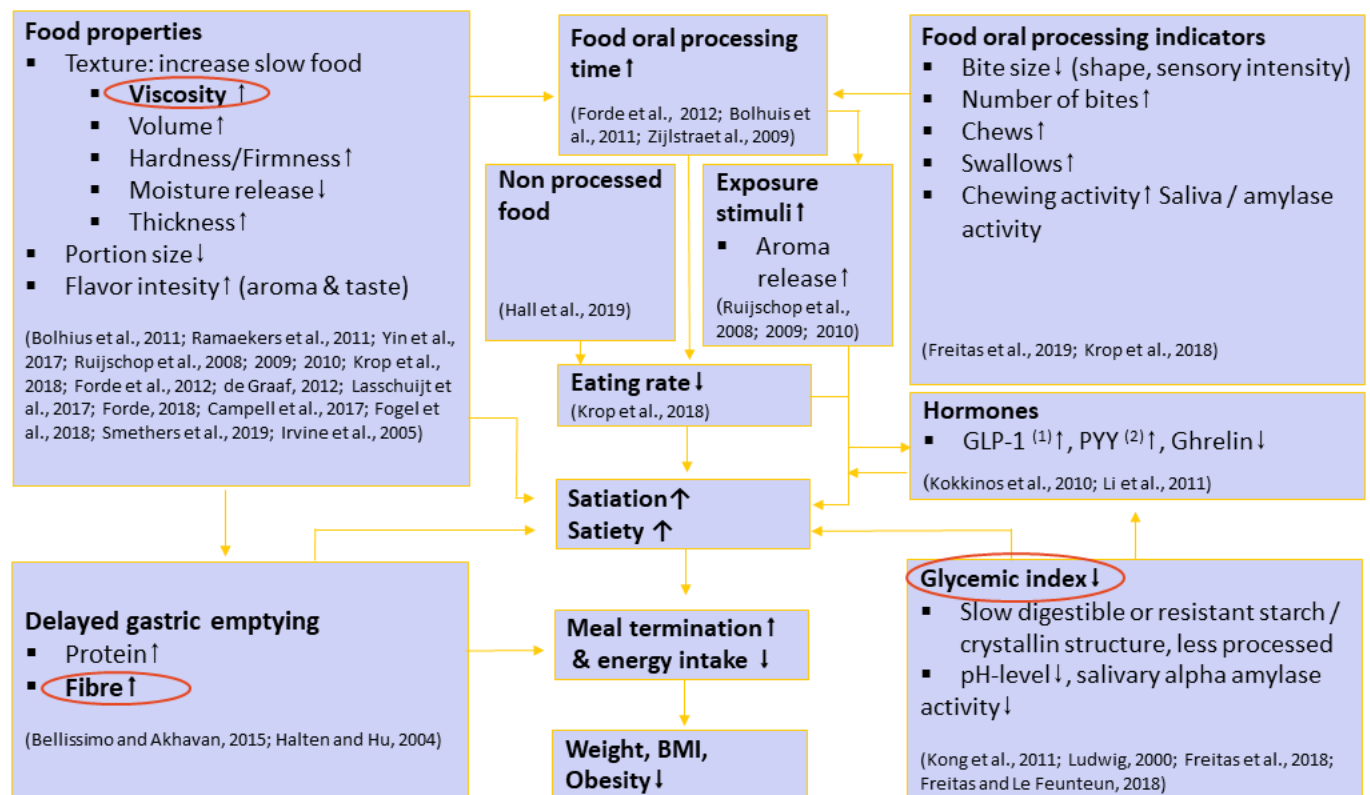 Food properties
▪ Texture: increase slow food
▪ Viscosity ↑
▪ Volume↑
▪ Hardness/Firmness↑
▪ Moisture release↓
▪ Thickness↑
▪ Portion size↓
▪ Flavor intesity↑ (aroma & taste)
(Bolhius et al., 2011; Ramaekers et al., 2011; Yin et al.,
2017; Ruijschop et al., 2008; 2009; 2010; Krop et al.,
2018; Forde et al., 2012; de Graaf, 2012; Lasschuijt et
al., 2017; Forde, 2018; Campell et al., 2017; Fogel et
al., 2018; Smethers et al., 2019; Irvine et al., 2005)
Food oral processing
time↑
(Forde et al., 2012; Bolhuis et
al., 2011; Zijlstraet al., 2009)
Food oral processing indicators
▪ Bite size↓ (shape, sensory intensity)
▪ Number of bites↑
▪ Chews↑
▪ Swallows↑
▪ Chewing activity↑ Saliva / amylase
activity
(Freitas et al., 2019; Krop et al., 2018)
Non processed
food
(Hall et al., 2019)
Exposure
stimuli↑
▪ Aroma
release↑
(Ruijschop et al.,
2008; 2009; 2010)
Eating rate↓
(Krop et al., 2018)
Hormones
▪ GLP-1 (1)↑, PYY (2)↑, Ghrelin↓
(Kokkinos et al., 2010; Li et al., 2011)
Satiation↑
Satiety ↑
Delayed gastric emptying
▪ Protein↑
▪ Fibre↑
(Bellissimo and Akhavan, 2015; Halten and Hu, 2004)
Meal termination↑
& energy intake ↓
Glycemic index↓
▪ Slow digestible or resistant starch /
crystallin structure, less processed
▪ pH-level↓, salivary alpha amylase
activity↓
(Kong et al., 2011; Ludwig, 2000; Freitas et al., 2018;
Freitas and Le Feunteun, 2018)
Weight, BMI,
Obesity↓